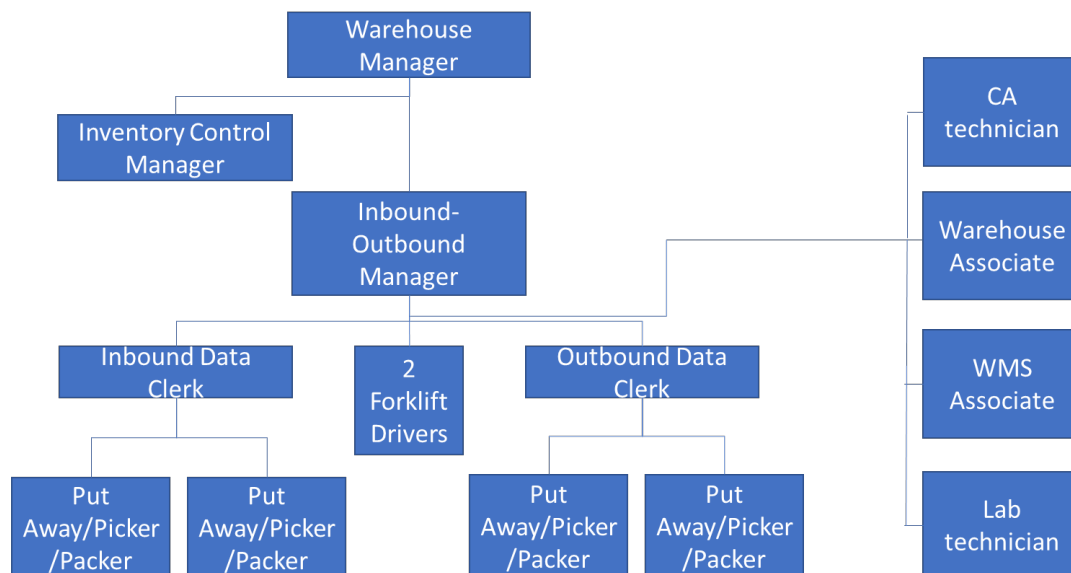 Warehouse
Manager
Inventory Control
Manager
Inbound-
Outbound
Manager
Inbound Data
Clerk
2
Forklift
Drivers
Outbound Data
Clerk
Put
Away/Picker
/Packer
Put
Away/Picker
/Packer
Put
Away/Picker
/Packer
Put
Away/Picker
/Packer
CA
technician
Warehouse
Associate
WMS
Associate
Lab
technician